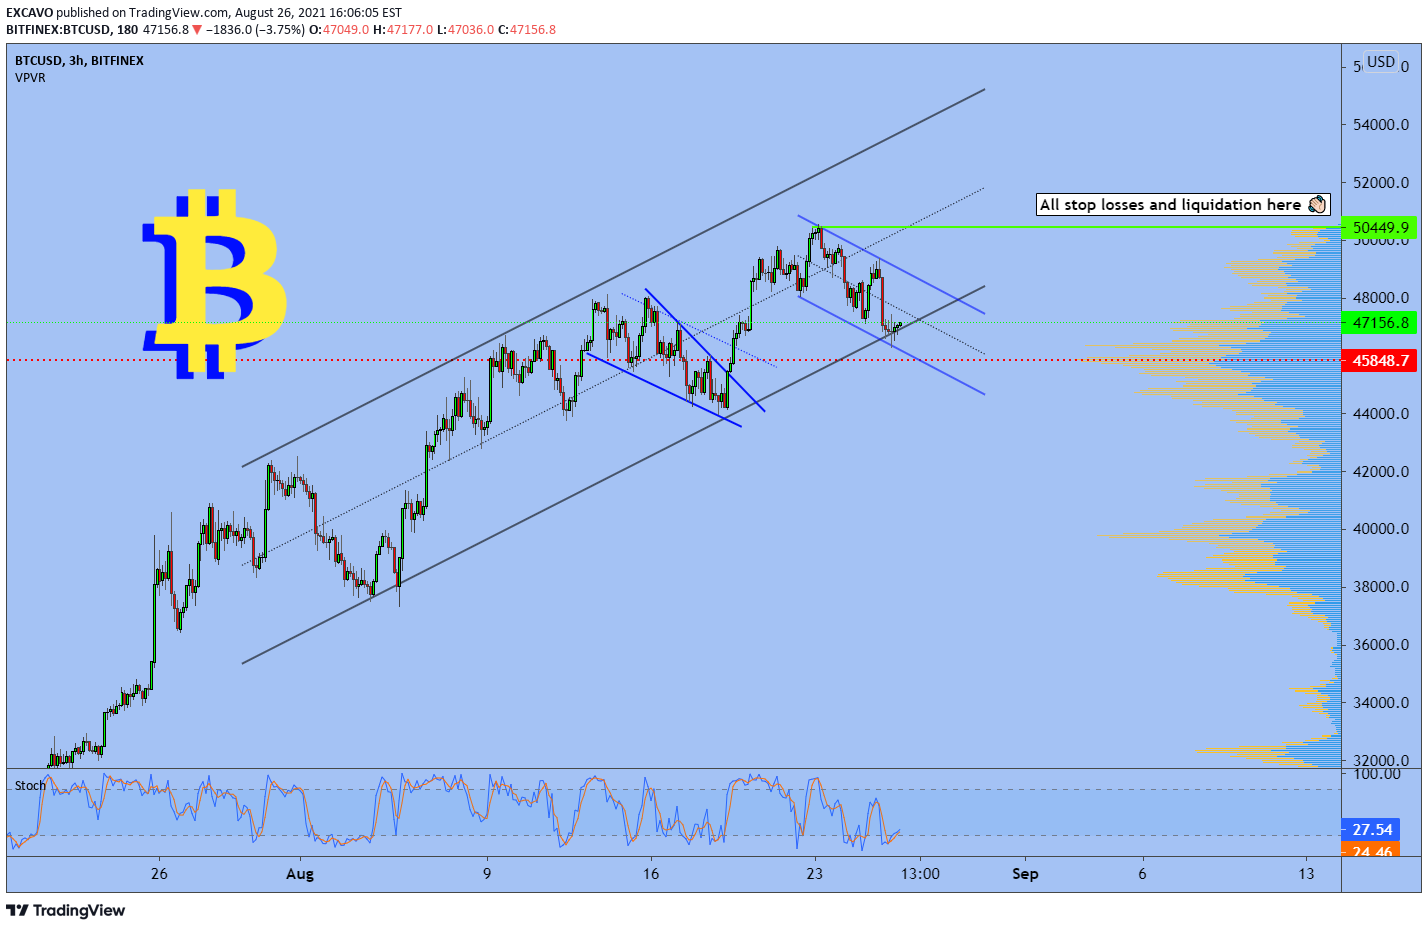 EXCAVO published on TradingView.com, August 26, 2021 16:06:05 EST
BITFINEX:BTCUSD, 180 47156.8 ▼ −1836.0 (−3.75%) O:47049.0 H:47177.0 L:47036.0 C:47156.8
BTCUSD, 3h, BITFINEX
VPVR
USD
54000.0
52000.0
All stop losses and liquidation here
50449.9
50000.0
48000.0
47156.8
45848.7
44000.0
42000.0
40000.0
38000.0
36000.0
34000.0
32000.0
Stoch
100.00
27.54
24.46
26 Aug 9 16 23 13:00 Sep 6 13
TradingView